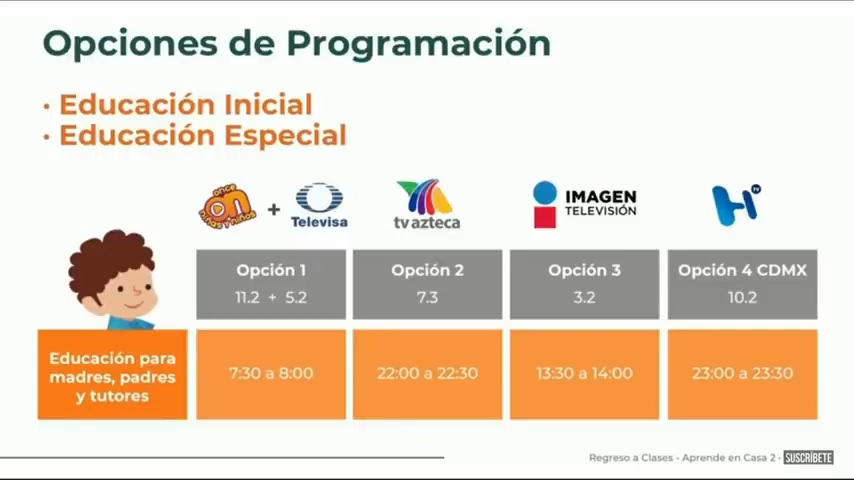 Opciones de Programación
• Educación Inicial
• Educación Especial
once
niñas y niños
+
Televisa
tv azteca
IMAGEN
TELEVISIÓN
H TV
Opción 1
11.2 + 5.2
Opción 2
7.3
Opción 3
3.2
Opción 4 CDMX
10.2
Educación para
madres, padres
y tutores
7:30 a 8:00
22:00 a 22:30
13:30 a 14:00
23:00 a 23:30
Regreso a Clases - Aprende en Casa 2 -
SUSCRÍBETE